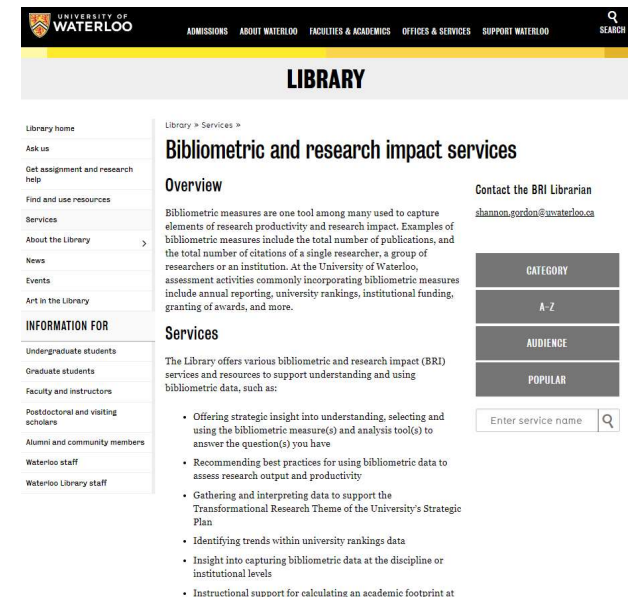 UNIVERSITY OF
WATERLOO
ADMISSIONS ABOUT WATERLOO FACULTIES & ACADEMICS OFFICES & SERVICES SUPPORT WATERLOO
SEARCH
LIBRARY
Library home
Ask us
Get assignment and research
help
Find and use resources
Services
About the Library
News
Events
Art in the Library
INFORMATION FOR
Undergraduate students
Graduate students
Faculty and instructors
Postdoctoral and visiting
scholars
Alumni and community members
Waterloo staff
Waterloo Library staff
Library » Services »
Bibliometric and research impact services
Overview
Bibliometric measures are one tool among many used to capture
elements of research productivity and research impact. Examples of
bibliometric measures include the total number of publications, and
the total number of citations of a single researcher, a group of
researchers or an institution. At the University of Waterloo,
assessment activities commonly incorporating bibliometric measures
include annual reporting, university rankings, institutional funding,
granting of awards, and more.
Services
The Library offers various bibliometric and research impact (BRI)
services and resources to support understanding and using
bibliometric data, such as:
• Offering strategic insight into understanding, selecting and
using the bibliometric measure(s) and analysis tool(s) to
answer the question(s) you have
• Recommending best practices for using bibliometric data to
assess research output and productivity
• Gathering and interpreting data to support the
Transformational Research Theme of the University's Strategic
Plan
• Identifying trends within university rankings data
• Insight into capturing bibliometric data at the discipline or
institutional levels
• Instructional support for calculating an academic footprint at
Contact the BRI Librarian
shannon.gordon@uwaterloo.ca
CATEGORY
A-Z
AUDIENCE
POPULAR
Enter service name